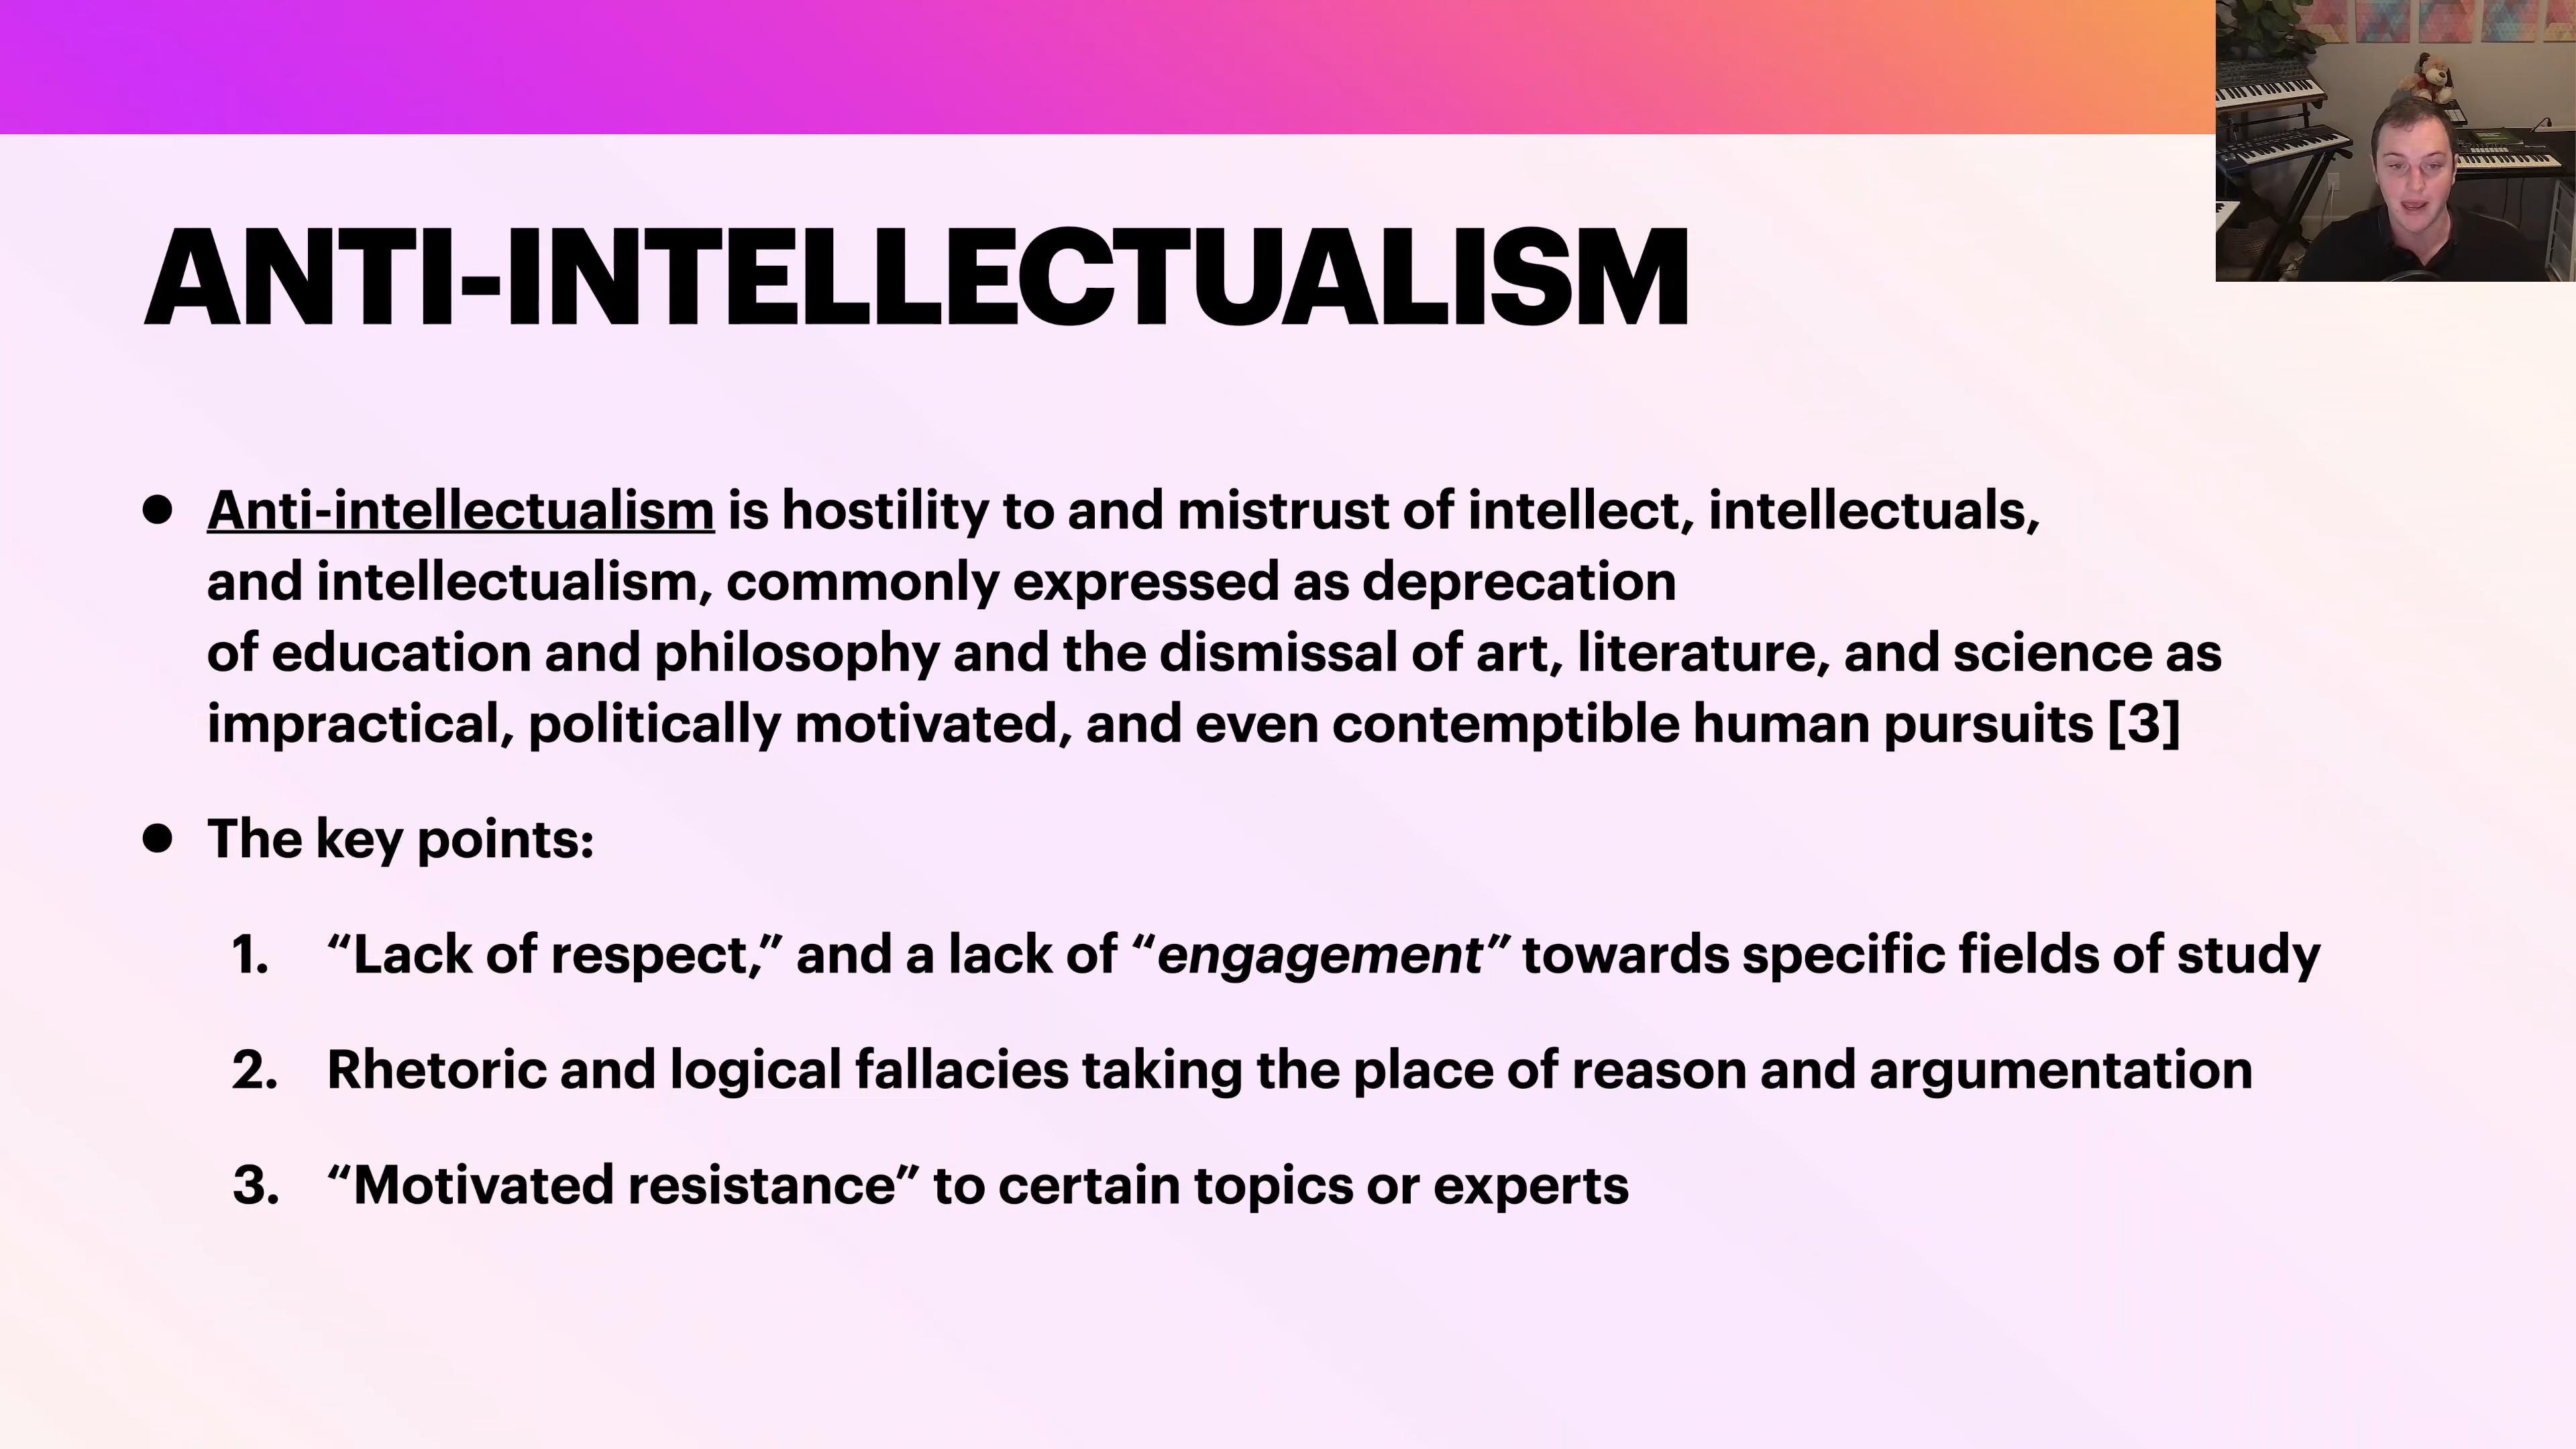 ANTI-INTELLECTUALISM
● Anti-intellectualism is hostility to and mistrust of intellect, intellectuals,
and intellectualism, commonly expressed as deprecation
of education and philosophy and the dismissal of art, literature, and science as
impractical, politically motivated, and even contemptible human pursuits [3]
● The key points:
1. “Lack of respect,” and a lack of “engagement” towards specific fields of study
2. Rhetoric and logical fallacies taking the place of reason and argumentation
3. “Motivated resistance” to certain topics or experts